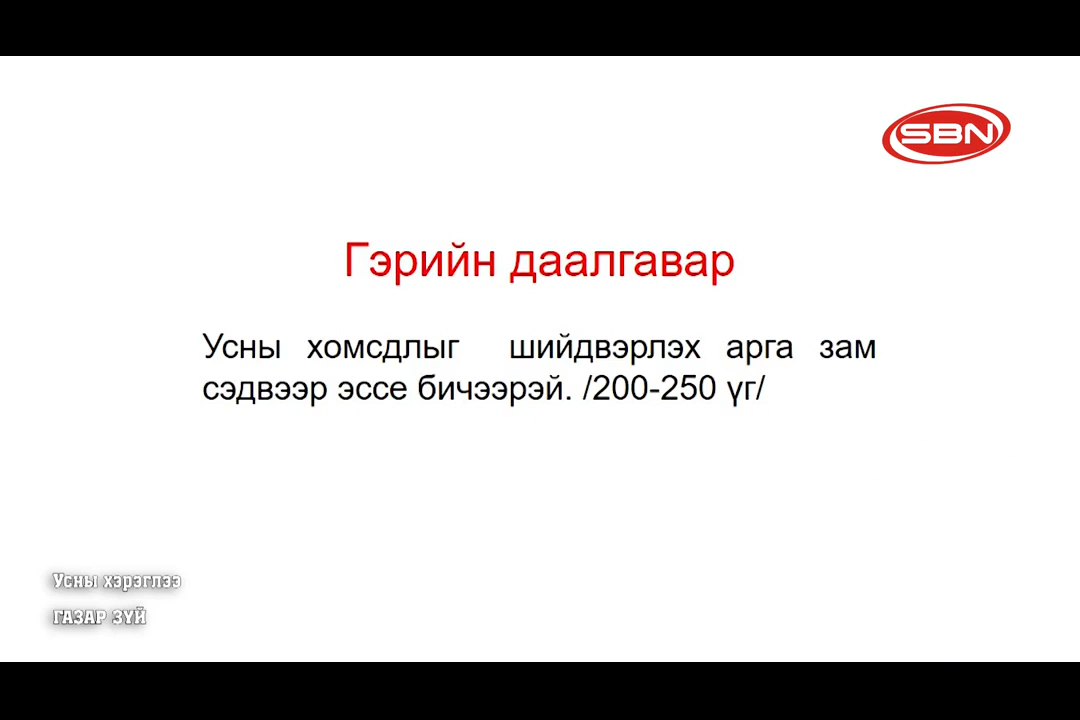 SBN
Гэрийн даалгавар
Усны хомсдлыг шийдвэрлэх арга зам
сэдвээр эссе бичээрэй. /200-250 үг/
Усны хэрэглээ
ГАЗАР ЗҮЙ